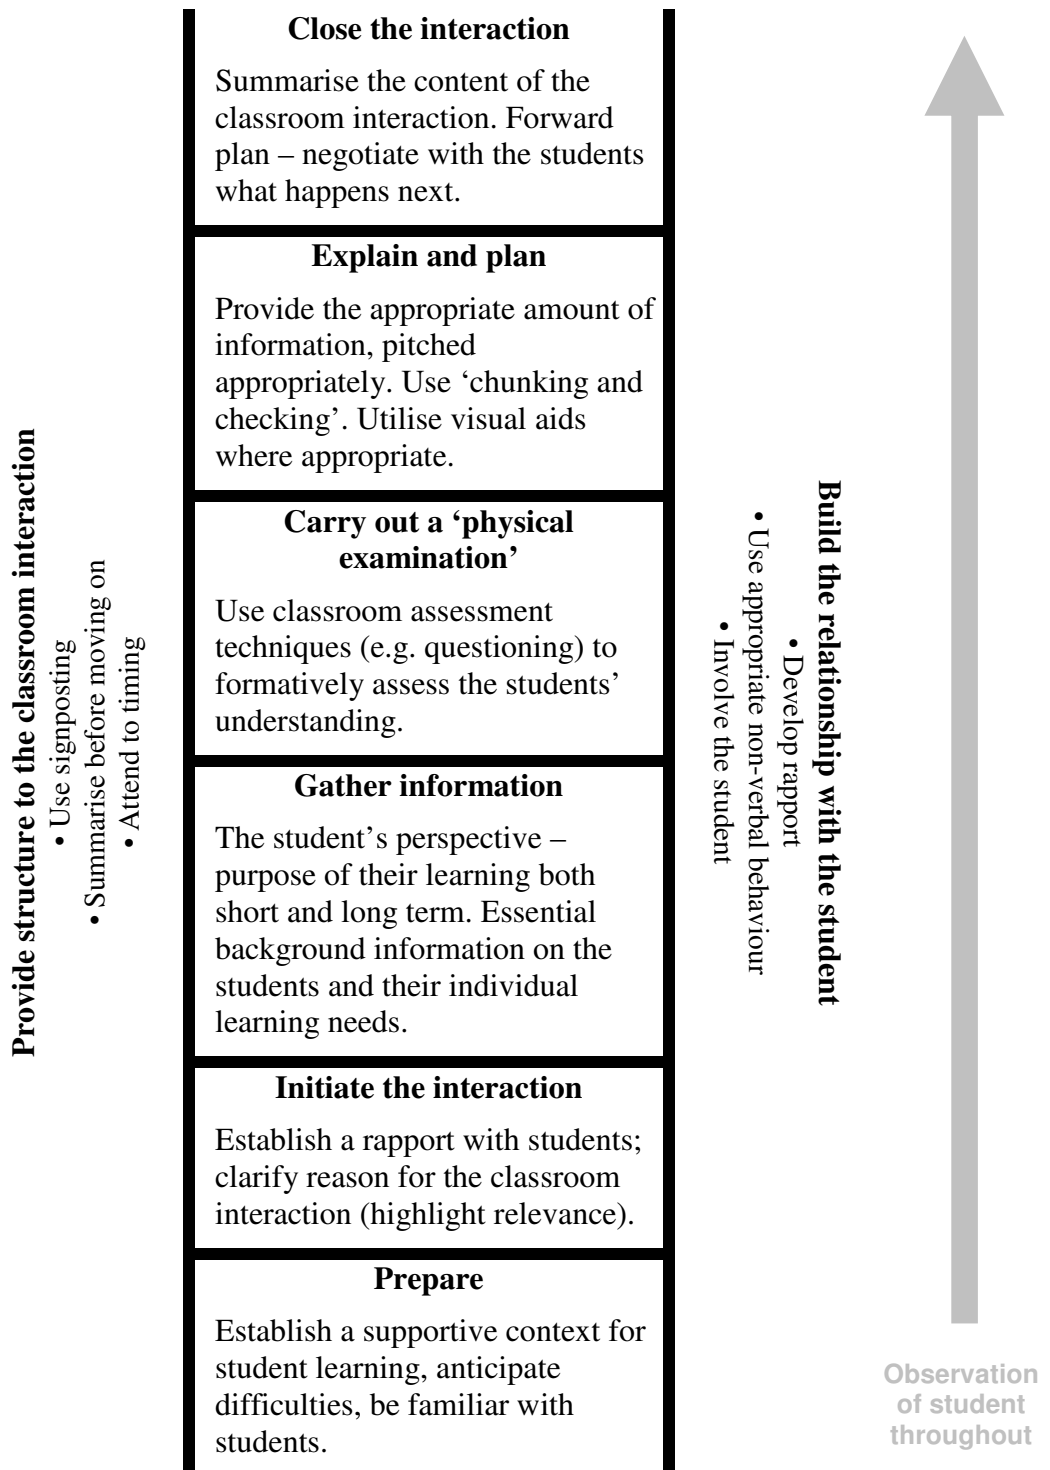 Close the interaction
Summarise the content of the
classroom interaction. Forward
plan – negotiate with the students
what happens next.
Explain and plan
Provide the appropriate amount of
information, pitched
appropriately. Use ‘chunking and
checking’. Utilise visual aids
where appropriate.
Carry out a ‘physical
examination’
Use classroom assessment
techniques (e.g. questioning) to
formatively assess the students’
understanding.
Gather information
The student’s perspective –
purpose of their learning both
short and long term. Essential
background information on the
students and their individual
learning needs.
Initiate the interaction
Establish a rapport with students;
clarify reason for the classroom
interaction (highlight relevance).
Prepare
Establish a supportive context for
student learning, anticipate
difficulties, be familiar with
students.
Provide structure to the classroom interaction
• Use signposting
• Summarise before moving on
• Attend to timing
Build the relationship with the student
• Develop rapport
• Use appropriate non-verbal behaviour
• Involve the student
Observation
of student
throughout